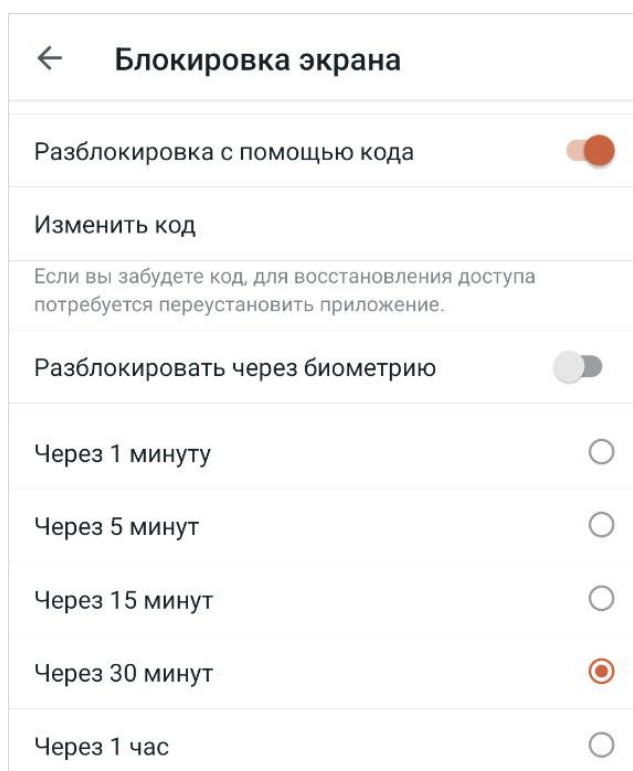 Блокировка экрана
Разблокировка с помощью кода
Изменить код
Если вы забудете код, для восстановления доступа
потребуется переустановить приложение.
Разблокировать через биометрию
Через 1 минуту
Через 5 минут
Через 15 минут
Через 30 минут
Через 1 час